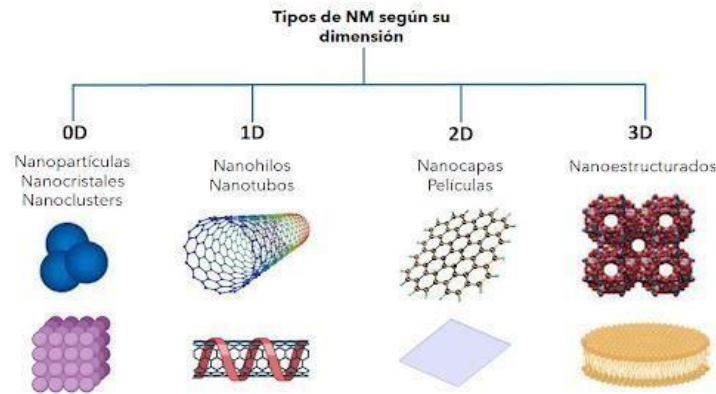 Tipos de NM según su
dimensión
0D
1D
2D
3D
Nanopartículas
Nanocristales
Nanoclusters
Nanohilos
Nanotubos
Nanocapas
Películas
Nanoestructurados